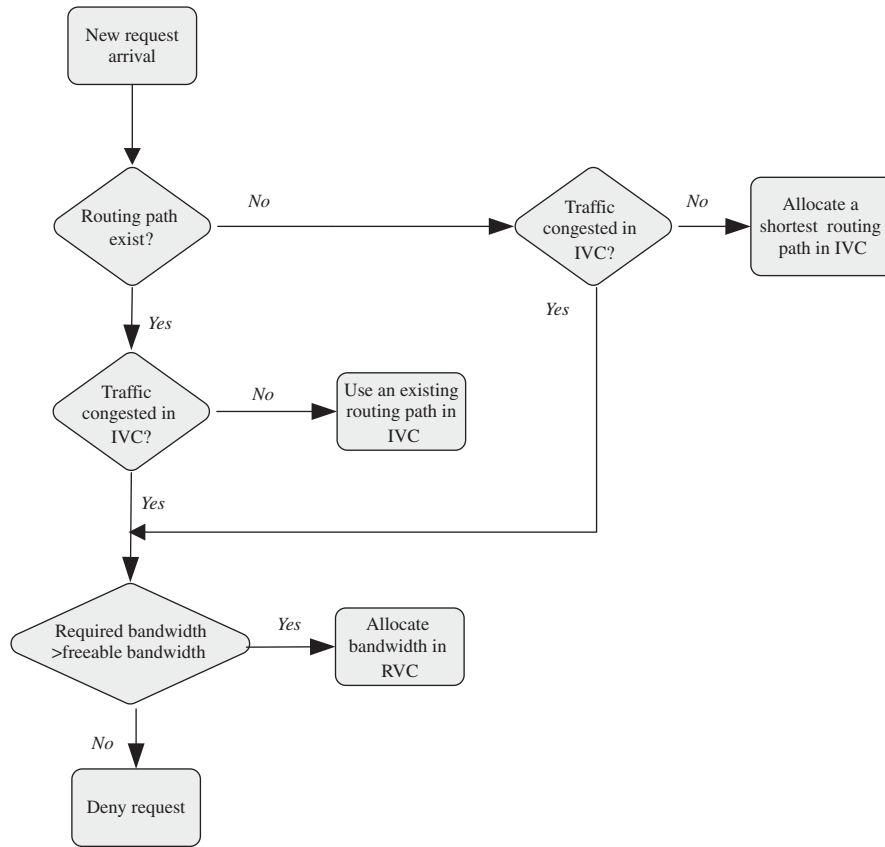 New request
arrival
Routing path
exist?
No
Traffic
congested in
IVC?
No
Allocate a
shortest routing
path in IVC
Yes
Yes
Traffic
congested in
IVC?
No
Use an existing
routing path in
IVC
Yes
Required bandwidth
>freeable bandwidth
Yes
Allocate
bandwidth in
RVC
No
Deny request